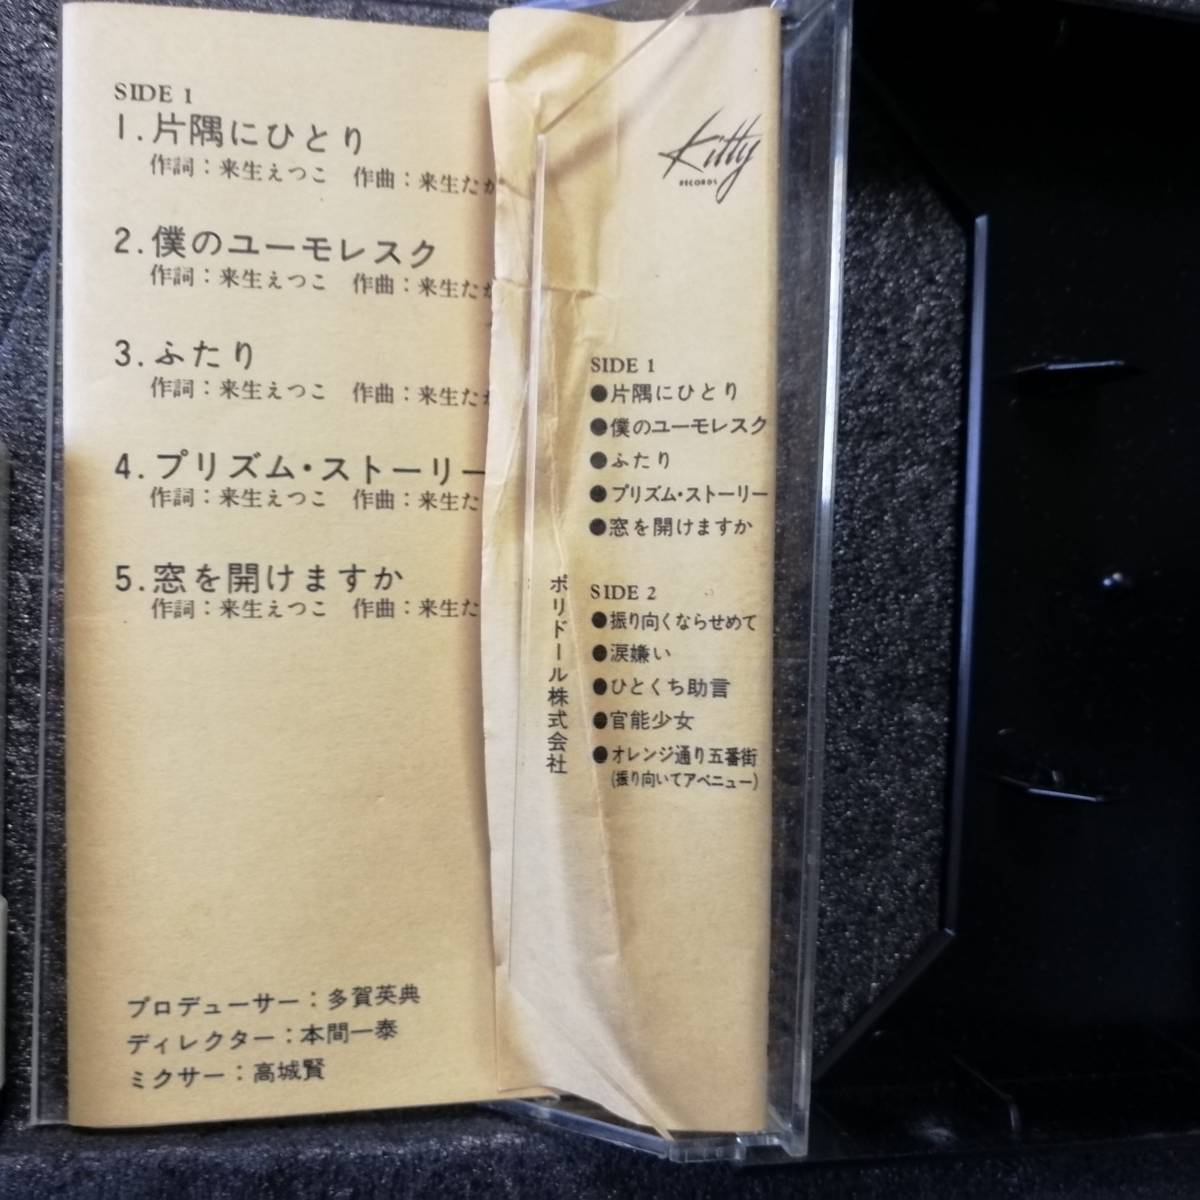 SIDE 1
1.片隅にひとり
作詞:来生えつこ 作曲:来生た
2.僕のユーモレスク
作詞:来生えつこ 作曲:来生た
3.ふたり
作詞:来生えつこ 作曲:来生た
4.プリズム・ストーリー
作詞:来生えつこ 作曲:来生た
5.窓を開けますか
作詞:来生えつこ 作曲:来生た
プロデューサー:多賀英典
ディレクター:本間一泰
ミクサー:高城賢
ポリドール株式会社
Kitty
RECORDS
SIDE 1
●片隅にひとり
●僕のユーモレスク
●ふたり
●プリズム・ストーリー
●窓を開けますか
SIDE 2
●振り向くならせめて
●涙嫌い
●ひとくち助言
●官能少女
●オレンジ通り五番街
(振り向いてアベニュー)